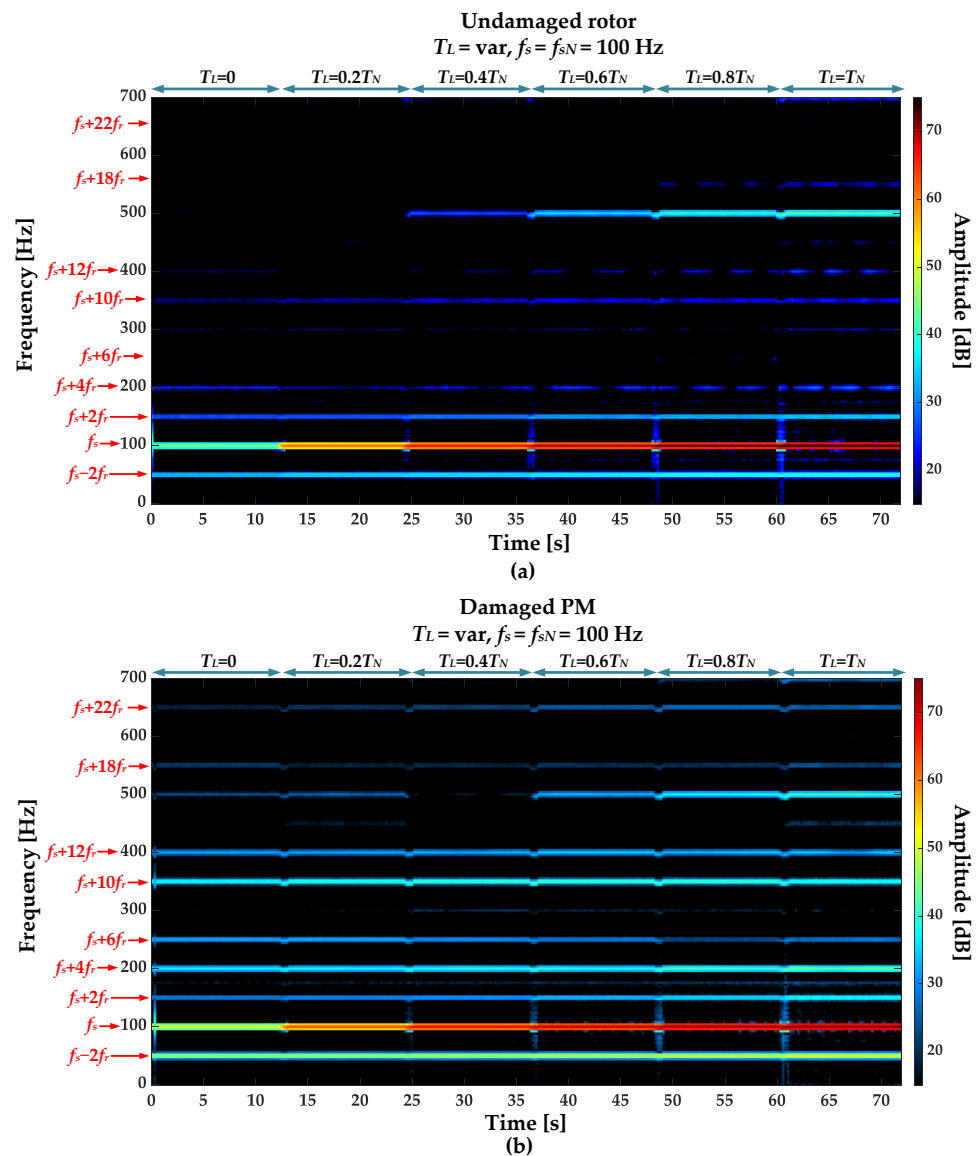 Undamaged rotor
TL = var, fs = fsN = 100 Hz
TL=0 TL=0.2TN TL=0.4TN TL=0.6TN TL=0.8TN TL=TN
700
fs+22fr
600
fs+18fr
500
fs+12fr 400
fs+10fr
300
fs+6fr
fs+4fr 200
fs+2fr
fs 100
fs−2fr
0
Frequency [Hz]
0 5 10 15 20 25 30 35 40 45 50 55 60 65 70
Time [s]
70
60
50
40
30
20
Amplitude [dB]
(a)
Damaged PM
TL = var, fs = fsN = 100 Hz
TL=0 TL=0.2TN TL=0.4TN TL=0.6TN TL=0.8TN TL=TN
700
fs+22fr
600
fs+18fr
500
fs+12fr 400
fs+10fr
300
fs+6fr
fs+4fr 200
fs+2fr
fs 100
fs−2fr
0
Frequency [Hz]
0 5 10 15 20 25 30 35 40 45 50 55 60 65 70
Time [s]
70
60
50
40
30
20
Amplitude [dB]
(b)